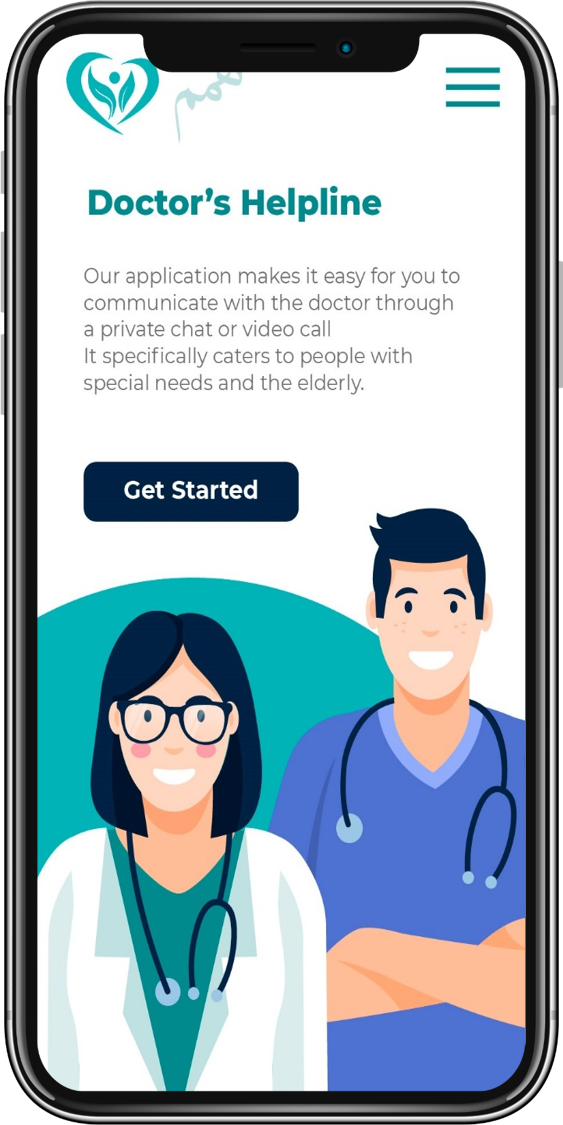 Doctor’s Helpline
Our application makes it easy for you to
communicate with the doctor through
a private chat or video call
It specifically caters to people with
special needs and the elderly.
Get Started